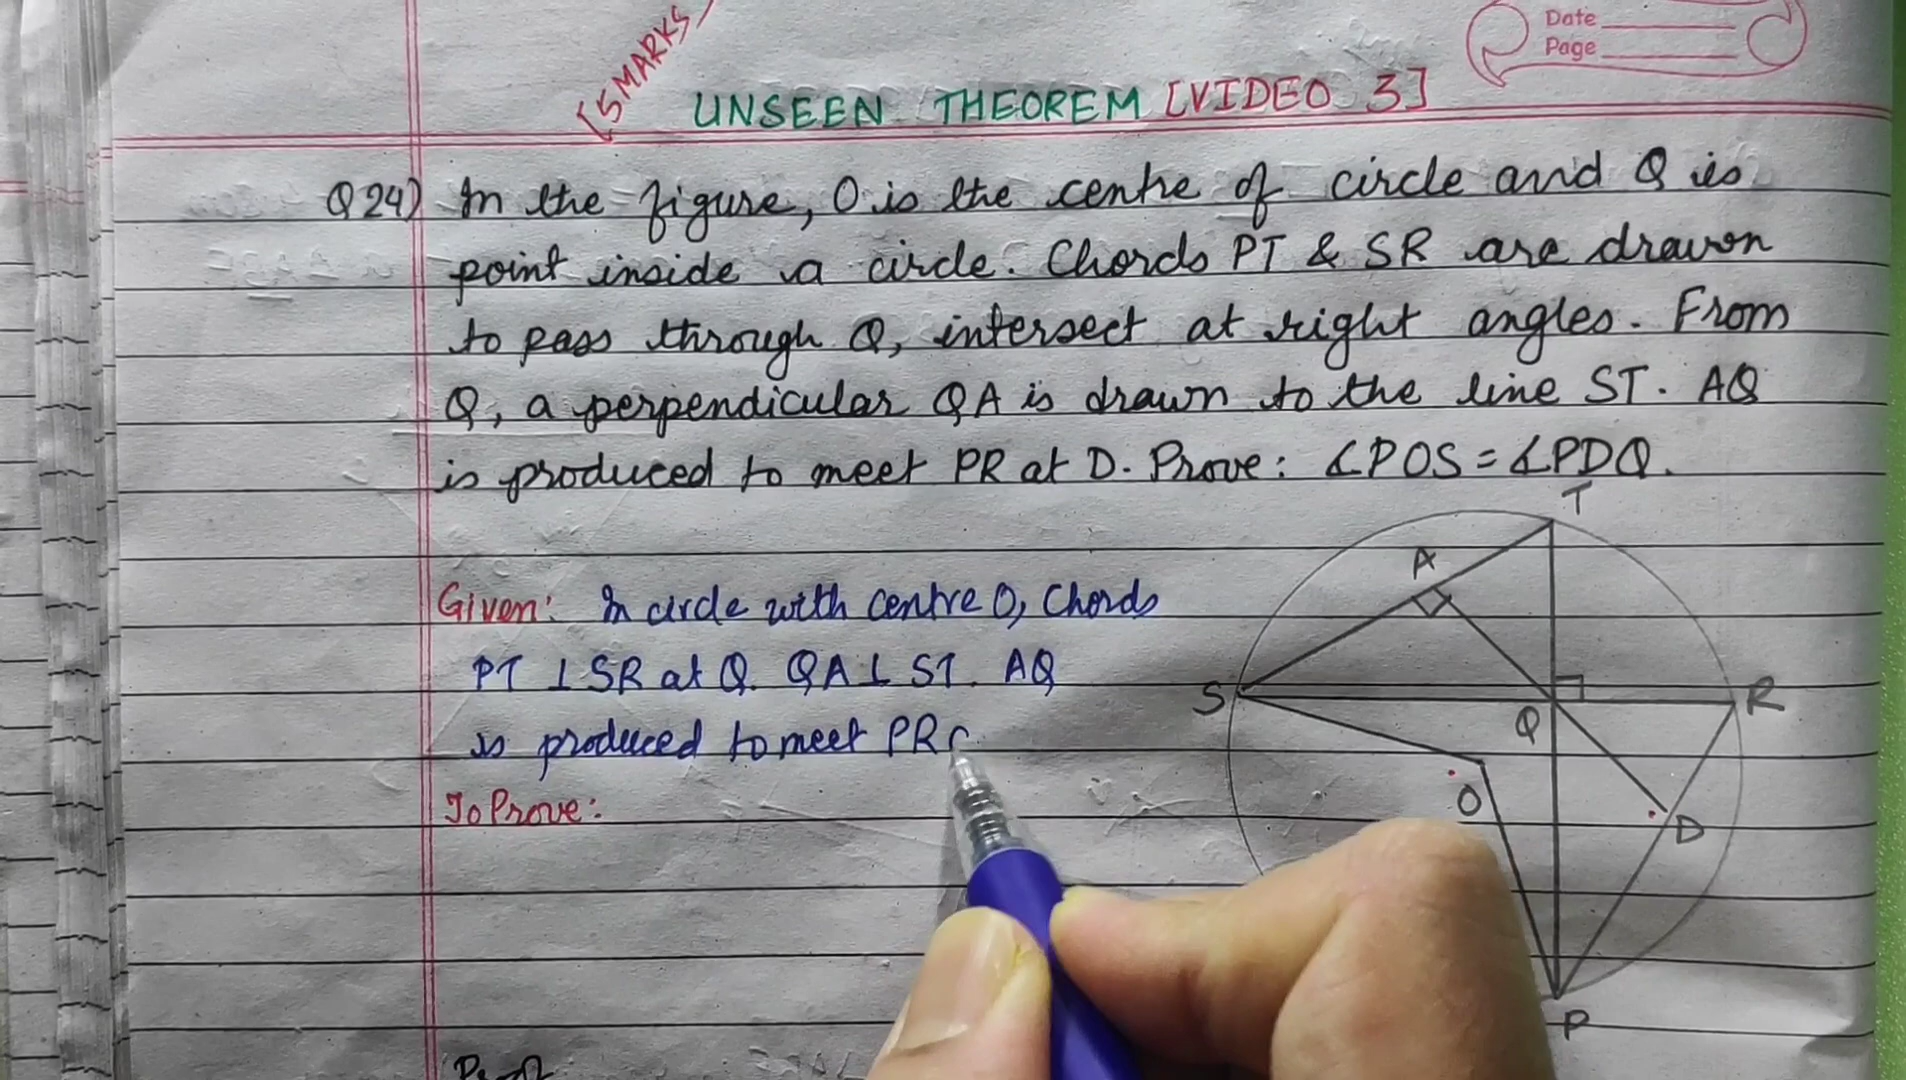 Date
Page
[5 MARKS]
UNSEEN THEOREM [VIDEO 3]
Q 24) In the figure, O is the centre of circle and Q is
point inside a circle. Chords PT & SR are drawn
to pass through Q, intersect at right angles. From
Q, a perpendicular QA is drawn to the line ST. AQ
is produced to meet PR at D. Prove: ∠POS = ∠PDQ.
Given: In circle with centre O, Chords
PT ⊥ SR at Q. QA ⊥ ST. AQ
is produced to meet PR
To Prove:
T
A
S
R
Q
O
D
P